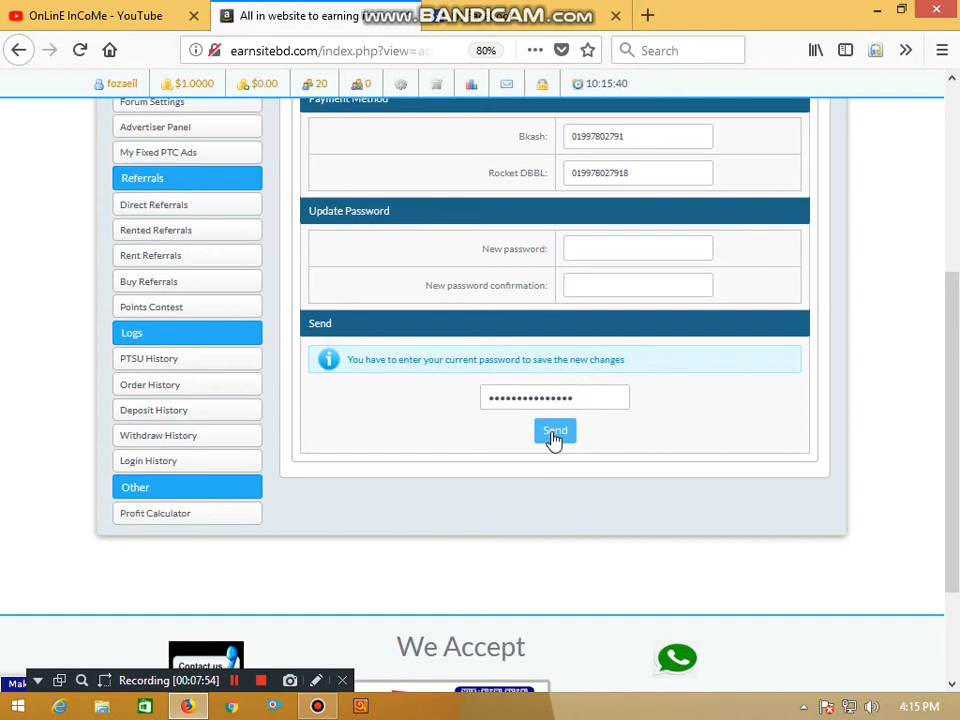 OnLinE InCoMe - YouTube
All in website to earning
WWW.BANDICAM.COM
earnsitebd.com/index.php?view=ac
80%
Search
fozaell
$1.0000
$0.00
20
0
10:15:40
Forum Settings
Advertiser Panel
My Fixed PTC Ads
Referrals
Direct Referrals
Rented Referrals
Rent Referrals
Buy Referrals
Points Contest
Logs
PTSU History
Order History
Deposit History
Withdraw History
Login History
Other
Profit Calculator
Payment Method
Bkash:
01997802791
Rocket DBBL:
019978027918
Update Password
New password:
New password confirmation:
Send
You have to enter your current password to save the new changes
•••••••••••••••
Send
We Accept
Contact us
Mak
Recording [00:07:54]
4:15 PM